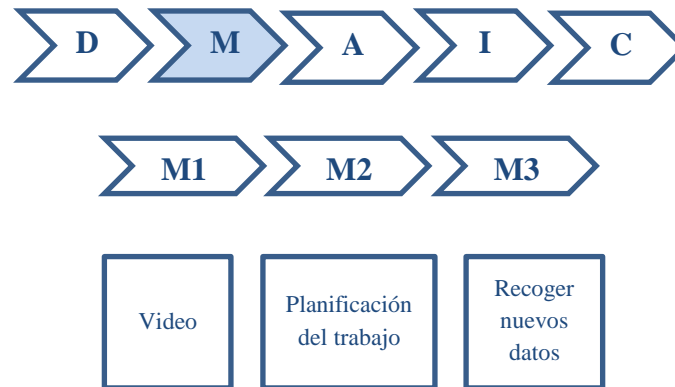 D M A I C
M1 M2 M3
Video
Planificación
del trabajo
Recoger
nuevos
datos